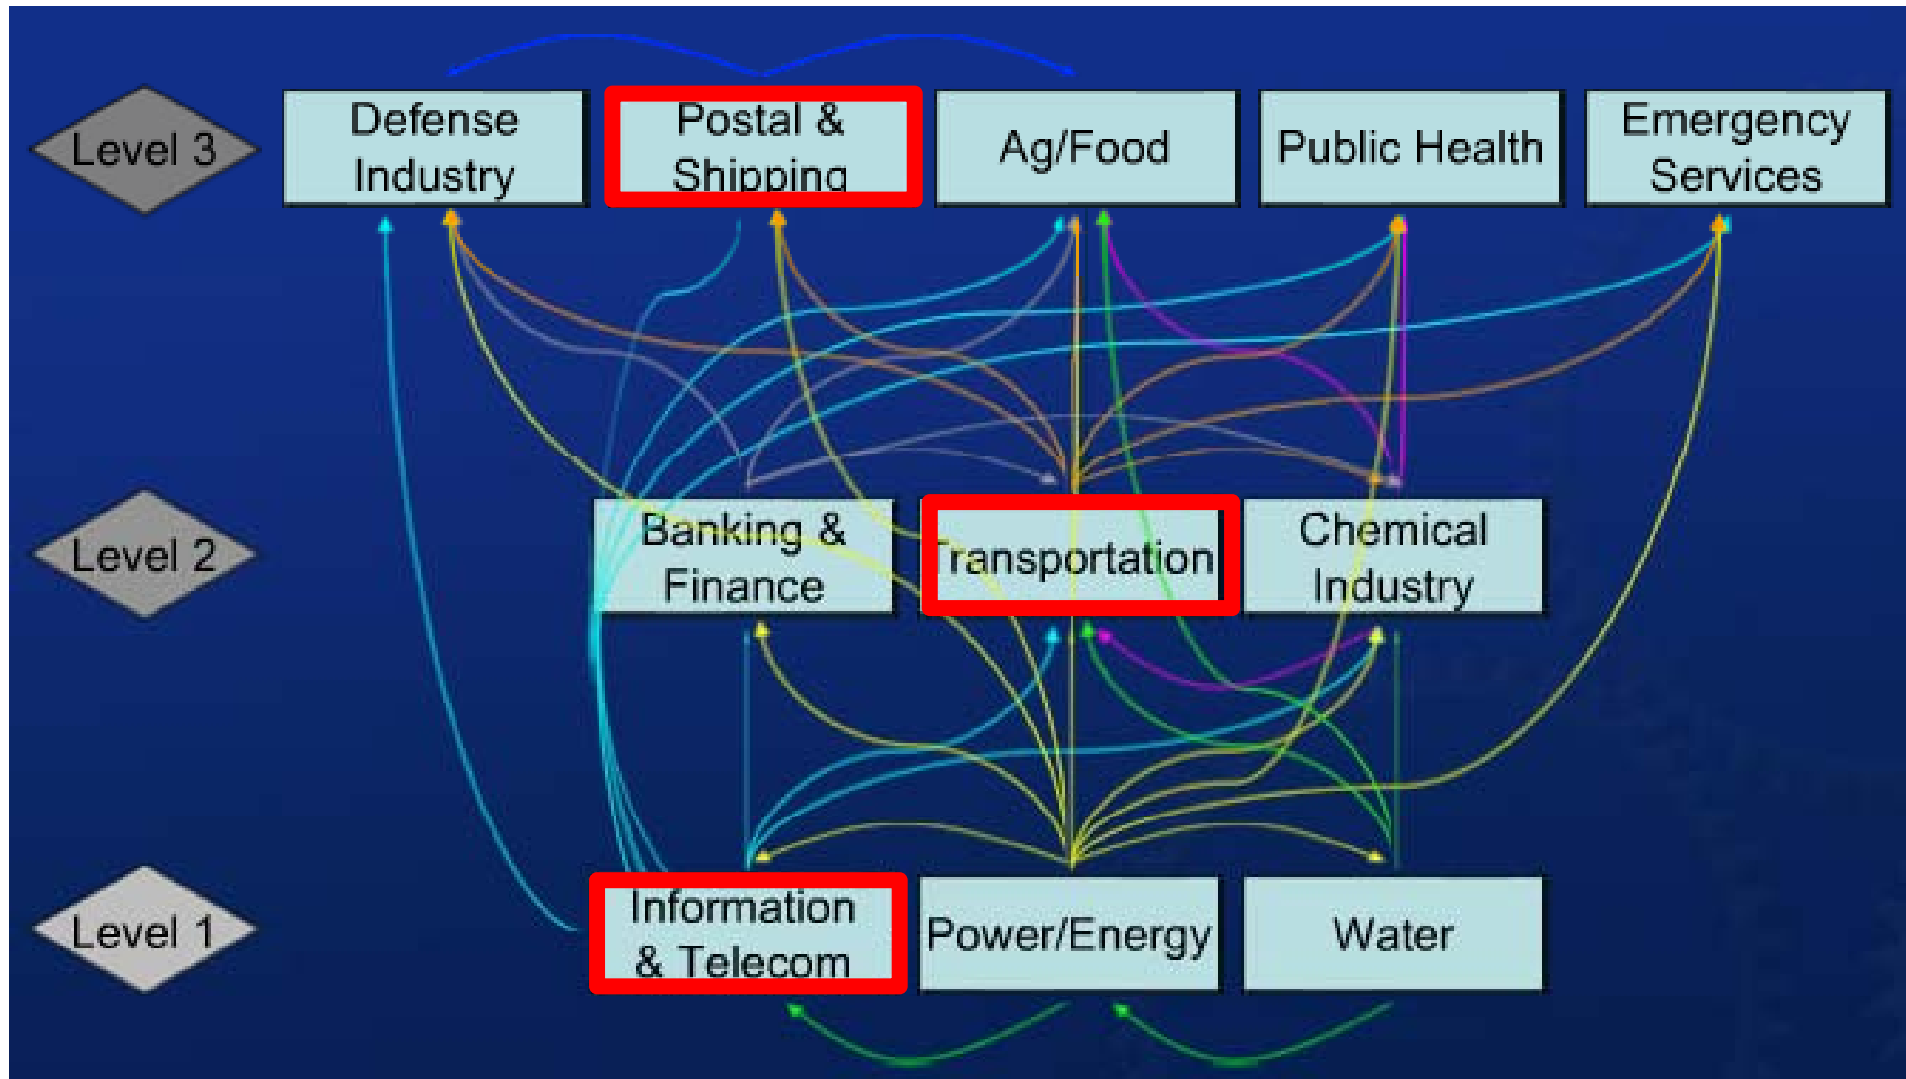 Level 3
Defense
Industry
Postal &
Shipping
Ag/Food
Public Health
Emergency
Services
Level 2
Banking &
Finance
Transportation
Chemical
Industry
Level 1
Information
& Telecom
Power/Energy
Water